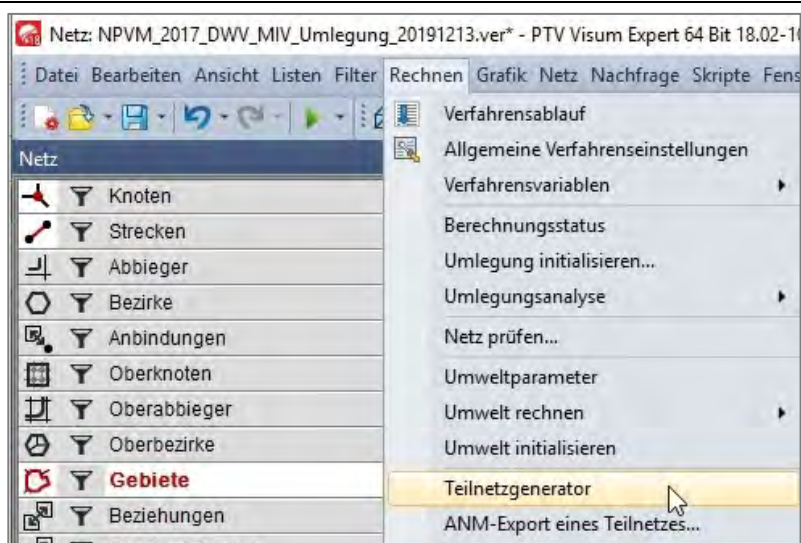 Netz: NPVM_2017_DWV_MIV_Umlegung_20191213.ver* - PTV Visum Expert 64 Bit 18.02-1
Datei Bearbeiten Ansicht Listen Filter Rechnen Grafik Netz Nachfrage Skripte Fens
Netz
Knoten
Strecken
Abbieger
Bezirke
Anbindungen
Oberknoten
Oberabbieger
Oberbezirke
Gebiete
Beziehungen
Verfahrensablauf
Allgemeine Verfahrenseinstellungen
Verfahrensvariablen
Berechnungsstatus
Umlegung initialisieren...
Umlegungsanalyse
Netz prüfen...
Umweltparameter
Umwelt rechnen
Umwelt initialisieren
Teilnetzgenerator
ANM-Export eines Teilnetzes...